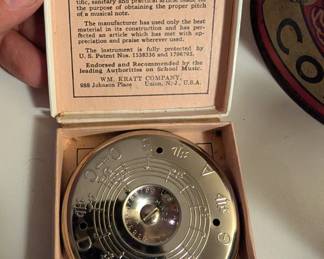 tific, sanitary and practical article made for
the purpose of obtaining the proper pitch
of a musical note.
The manufacturer has used only the best
material in its construction and has per-
fected an article which has met with ap-
preciation and praise wherever used.
The instrument is fully protected by
U. S. Patent Nos. 1538336 and 1796795.
Endorsed and Recommended by the
leading Authorities on School Music.
WM. KRATT COMPANY,
988 Johnson Place Union, N.J., U.S.A.
A
G
C
D